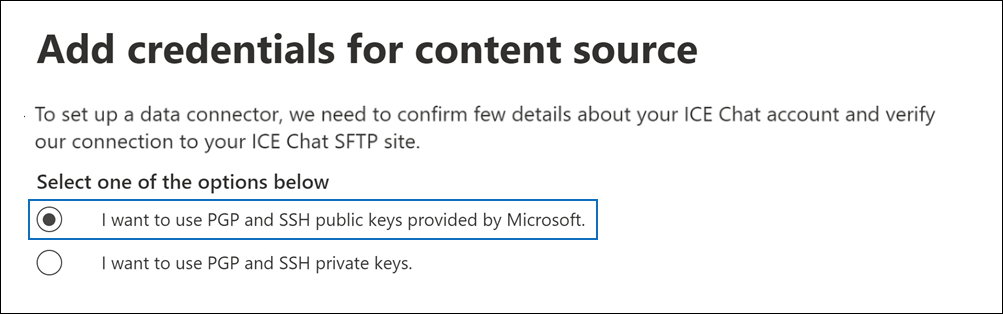 Add credentials for content source
To set up a data connector, we need to confirm few details about your ICE Chat account and verify
our connection to your ICE Chat SFTP site.
Select one of the options below
I want to use PGP and SSH public keys provided by Microsoft.
I want to use PGP and SSH private keys.